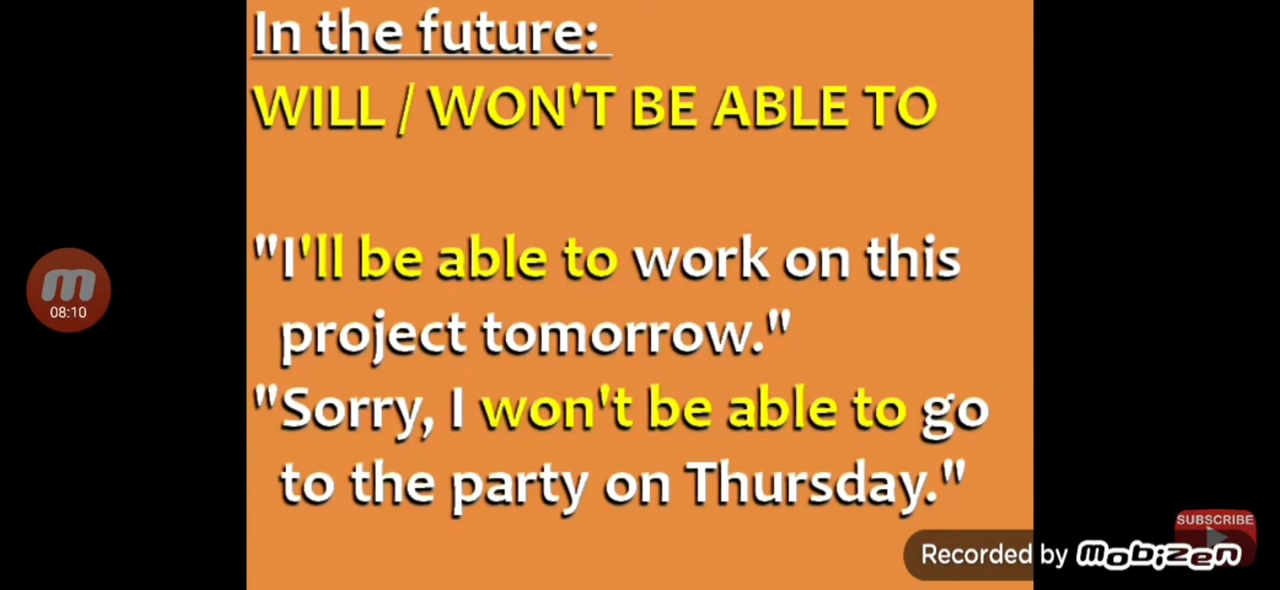 In the future:
WILL / WON'T BE ABLE TO
"I'll be able to work on this
project tomorrow."
"Sorry, I won't be able to go
to the party on Thursday."
08:10
SUBSCRIBE
Recorded by mobizen